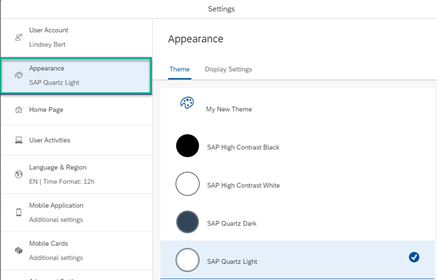 Settings
User Account
Lindsey Bert
Appearance
SAP Quartz Light
Home Page
User Activities
Language & Region
EN | Time Format: 12h
Mobile Application
Additional settings
Mobile Cards
Additional settings
Appearance
Theme Display Settings
My New Theme
SAP High Contrast Black
SAP High Contrast White
SAP Quartz Dark
SAP Quartz Light